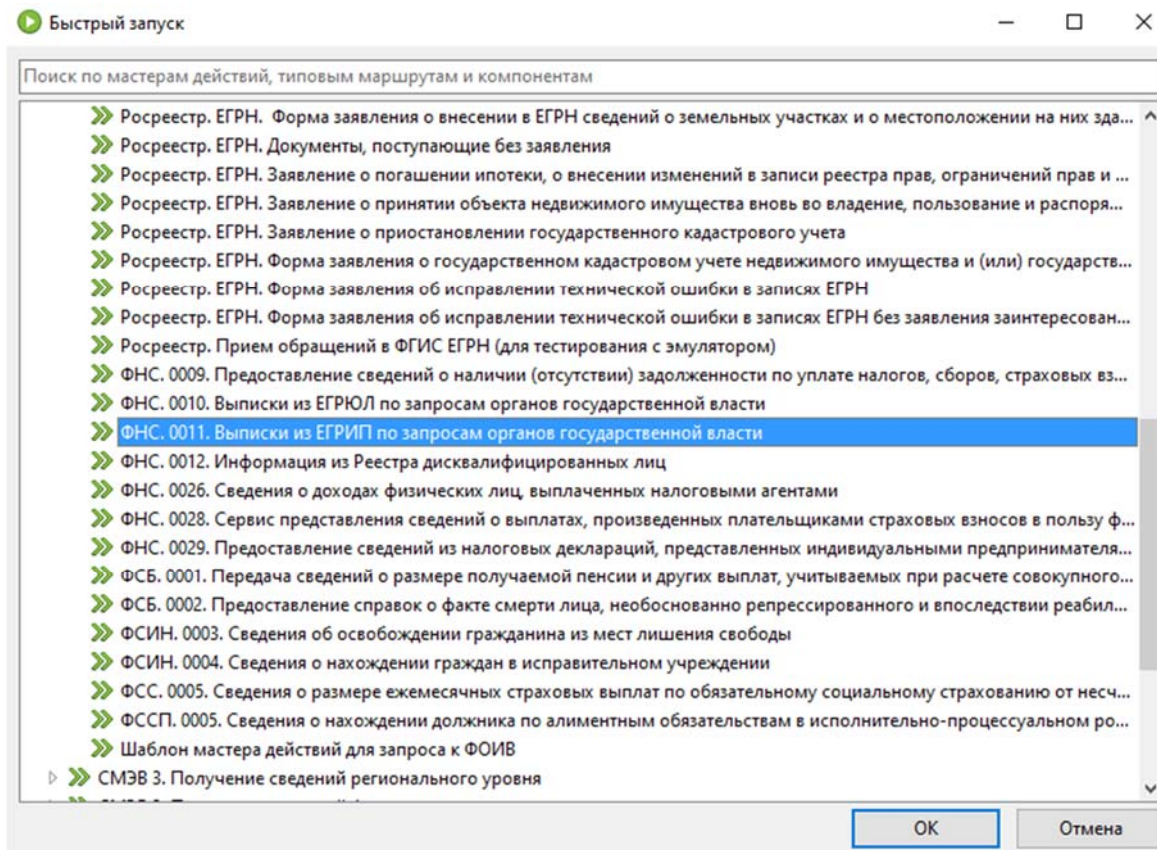 Быстрый запуск
Поиск по мастерам действий, типовым маршрутам и компонентам
Росреестр. ЕГРН. Форма заявления о внесении в ЕГРН сведений о земельных участках и о местоположении на них зда...
Росреестр. ЕГРН. Документы, поступающие без заявления
Росреестр. ЕГРН. Заявление о погашении ипотеки, о внесении изменений в записи реестра прав, ограничений прав и ...
Росреестр. ЕГРН. Заявление о принятии объекта недвижимого имущества вновь во владение, пользование и распоря...
Росреестр. ЕГРН. Заявление о приостановлении государственного кадастрового учета
Росреестр. ЕГРН. Форма заявления о государственном кадастровом учете недвижимого имущества и (или) государств...
Росреестр. ЕГРН. Форма заявления об исправлении технической ошибки в записях ЕГРН
Росреестр. ЕГРН. Форма заявления об исправлении технической ошибки в записях ЕГРН без заявления заинтересован...
Росреестр. Прием обращений в ФГИС ЕГРН (для тестирования с эмулятором)
ФНС. 0009. Предоставление сведений о наличии (отсутствии) задолженности по уплате налогов, сборов, страховых вз...
ФНС. 0010. Выписки из ЕГРЮЛ по запросам органов государственной власти
ФНС. 0011. Выписки из ЕГРИП по запросам органов государственной власти
ФНС. 0012. Информация из Реестра дисквалифицированных лиц
ФНС. 0026. Сведения о доходах физических лиц, выплаченных налоговыми агентами
ФНС. 0028. Сервис представления сведений о выплатах, произведенных плательщиками страховых взносов в пользу ф...
ФНС. 0029. Предоставление сведений из налоговых деклараций, представленных индивидуальными предпринимателя...
ФСБ. 0001. Передача сведений о размере получаемой пенсии и других выплат, учитываемых при расчете совокупного...
ФСБ. 0002. Предоставление справок о факте смерти лица, необоснованно репрессированного и впоследствии реабил...
ФСИН. 0003. Сведения об освобождении гражданина из мест лишения свободы
ФСИН. 0004. Сведения о нахождении граждан в исправительном учреждении
ФСС. 0005. Сведения о размере ежемесячных страховых выплат по обязательному социальному страхованию от несч...
ФССП. 0005. Сведения о нахождении должника по алиментным обязательствам в исполнительно-процессуальном ро...
Шаблон мастера действий для запроса к ФОИВ
СМЭВ 3. Получение сведений регионального уровня
ОК
Отмена